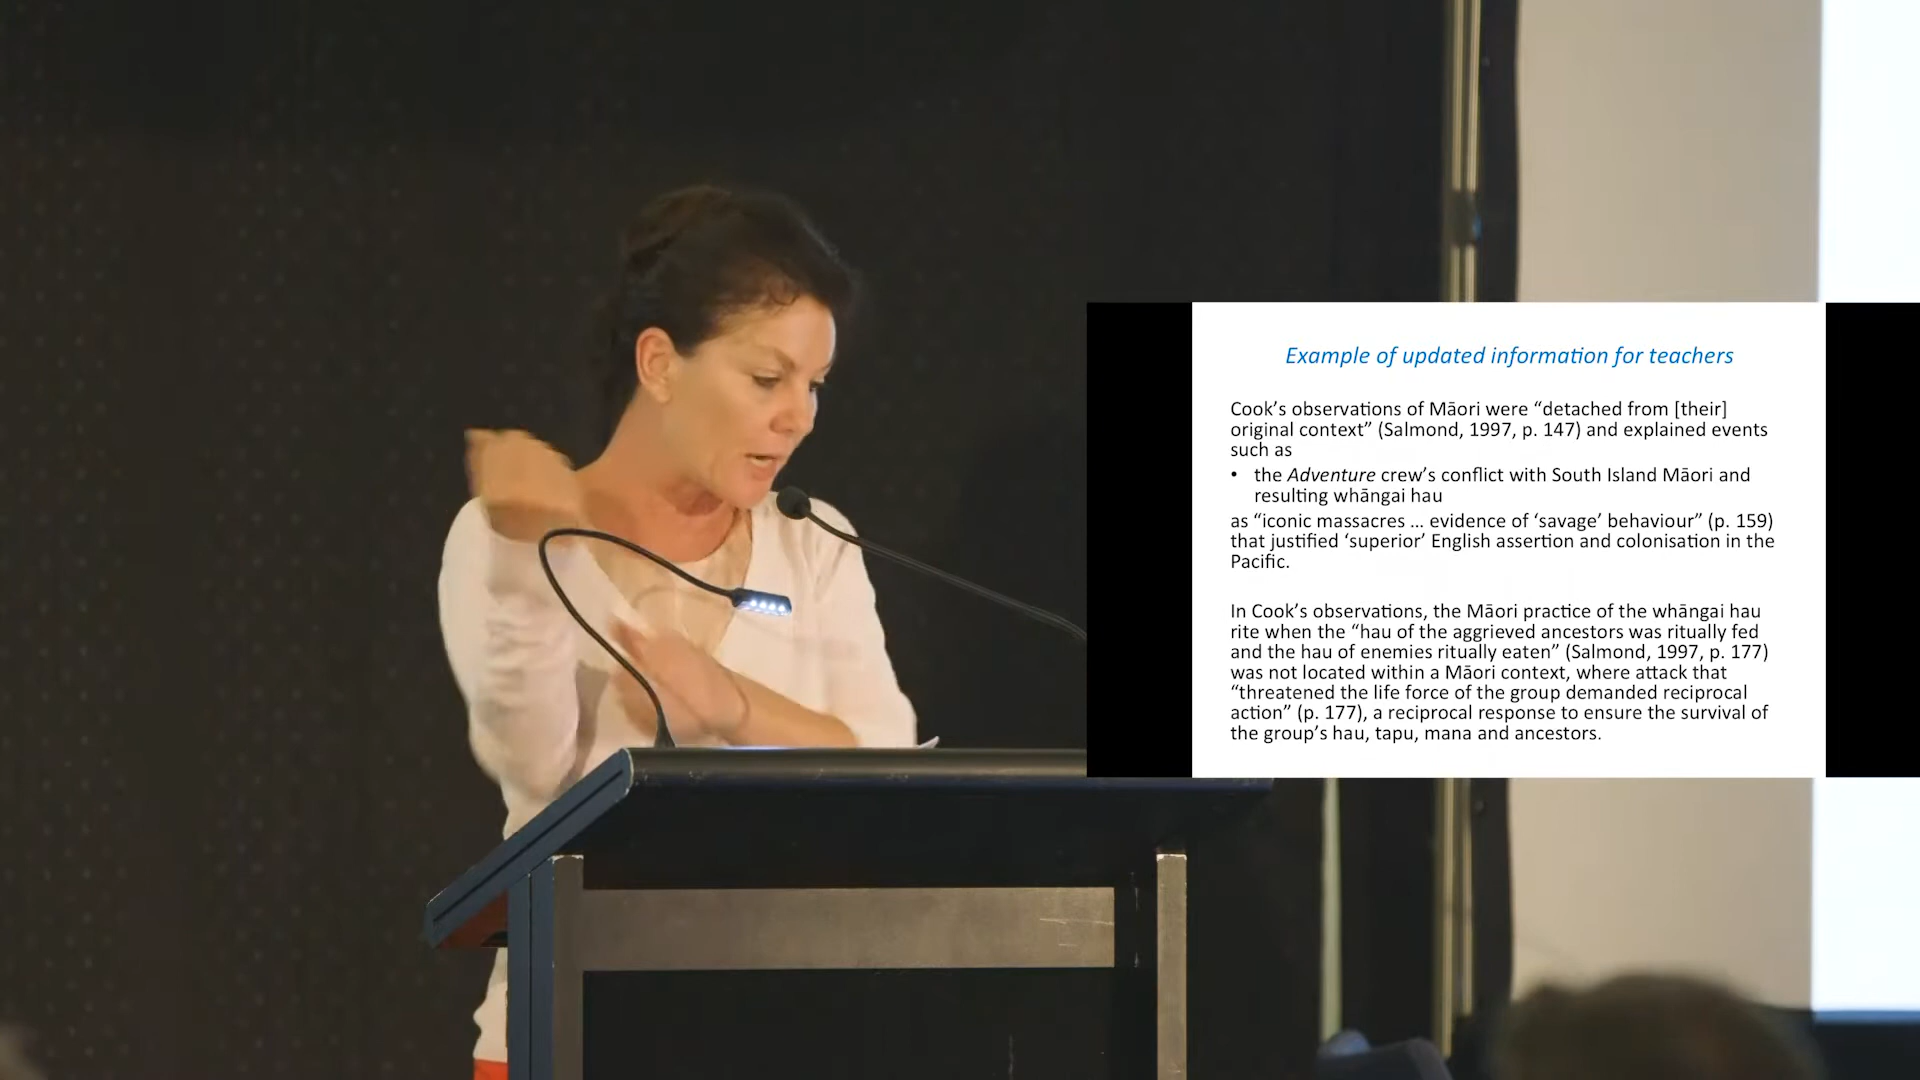 Example of updated information for teachers
Cook’s observations of Māori were “detached from [their]
original context” (Salmond, 1997, p. 147) and explained events
such as
• the Adventure crew’s conflict with South Island Māori and
resulting whāngai hau
as “iconic massacres … evidence of ‘savage’ behaviour” (p. 159)
that justified ‘superior’ English assertion and colonisation in the
Pacific.
In Cook’s observations, the Māori practice of the whāngai hau
rite when the “hau of the aggrieved ancestors was ritually fed
and the hau of enemies ritually eaten” (Salmond, 1997, p. 177)
was not located within a Māori context, where attack that
“threatened the life force of the group demanded reciprocal
action” (p. 177), a reciprocal response to ensure the survival of
the group’s hau, tapu, mana and ancestors.